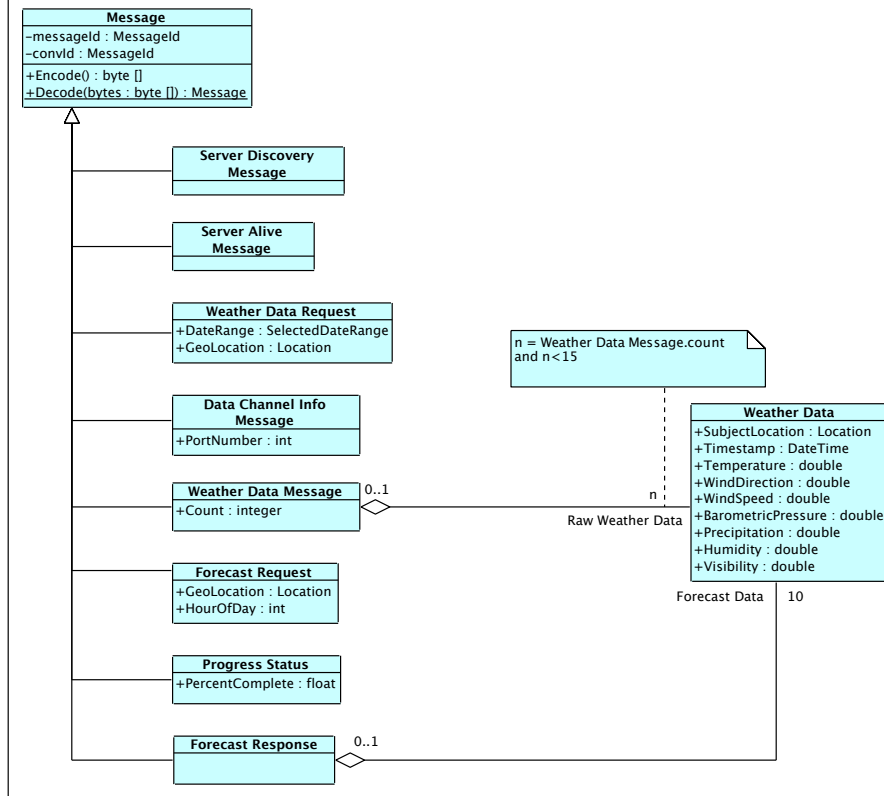 Message
-messageId : MessageId
-convId : MessageId
+Encode() : byte []
+Decode(bytes : byte []) : Message
Server Discovery
Message
Server Alive
Message
Weather Data Request
+DateRange : SelectedDateRange
+GeoLocation : Location
n = Weather Data Message.count
and n<15
Data Channel Info
Message
+PortNumber : int
Weather Data
+SubjectLocation : Location
+Timestamp : DateTime
+Temperature : double
+WindDirection : double
+WindSpeed : double
+BarometricPressure : double
+Precipitation : double
+Humidity : double
+Visibility : double
Weather Data Message
+Count : integer
0..1
n
Raw Weather Data
Forecast Request
+GeoLocation : Location
+HourOfDay : int
Forecast Data
10
Progress Status
+PercentComplete : float
Forecast Response
0..1